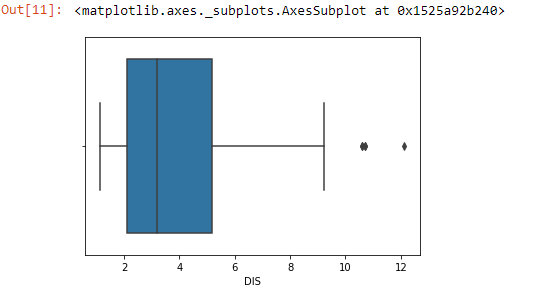 Out[11]: <matplotlib.axes._subplots.AxesSubplot at 0x1525a92b240>
2 4 6 8 10 12
DIS